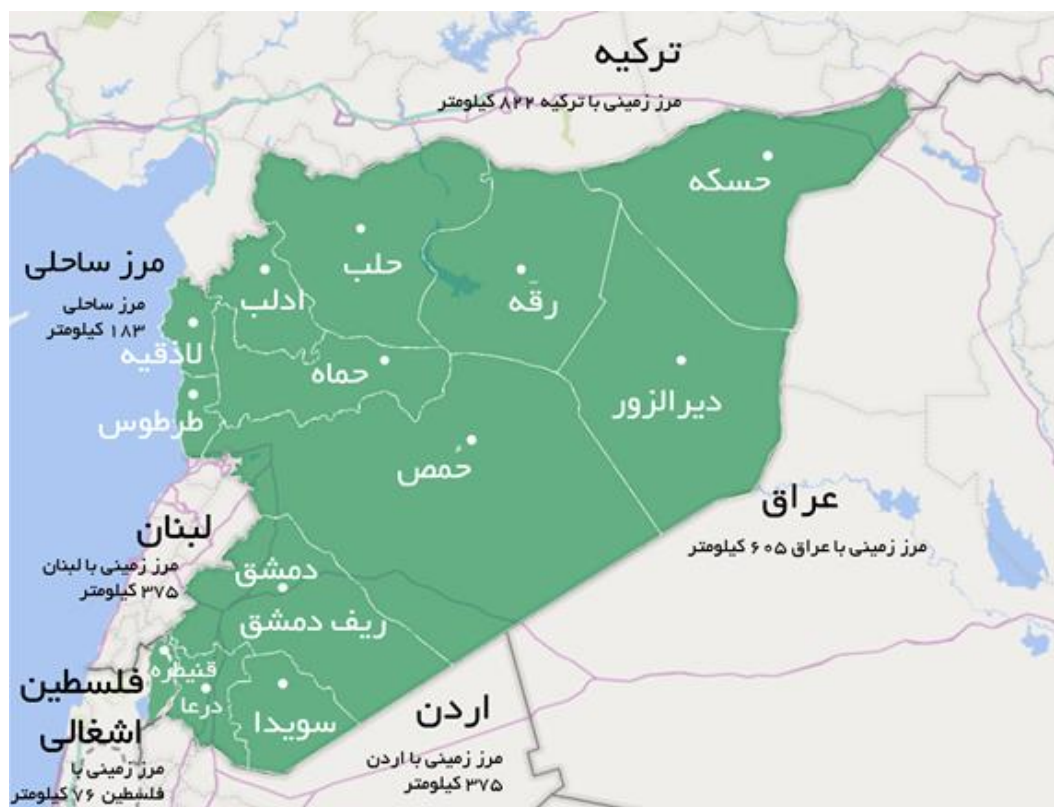 ترکیه
مرز زمینی با ترکیه ۸۲۲ کیلومتر
حسکه
حلب
رقّه
ادلب
مرز ساحلی
مرز ساحلی
۱۸۳ کیلومتر
لاذقیه
حماه
دیرالزور
طرطوس
حُمص
عراق
مرز زمینی با عراق ۶۰۵ کیلومتر
لبنان
مرز زمینی با لبنان
۳۷۵ کیلومتر
دمشق
ریف دمشق
قنیطره
درعا
سویدا
فلسطین
اشغالی
مرز زمینی با
فلسطین ۷۶ کیلومتر
اردن
مرز زمینی با اردن
۳۷۵ کیلومتر